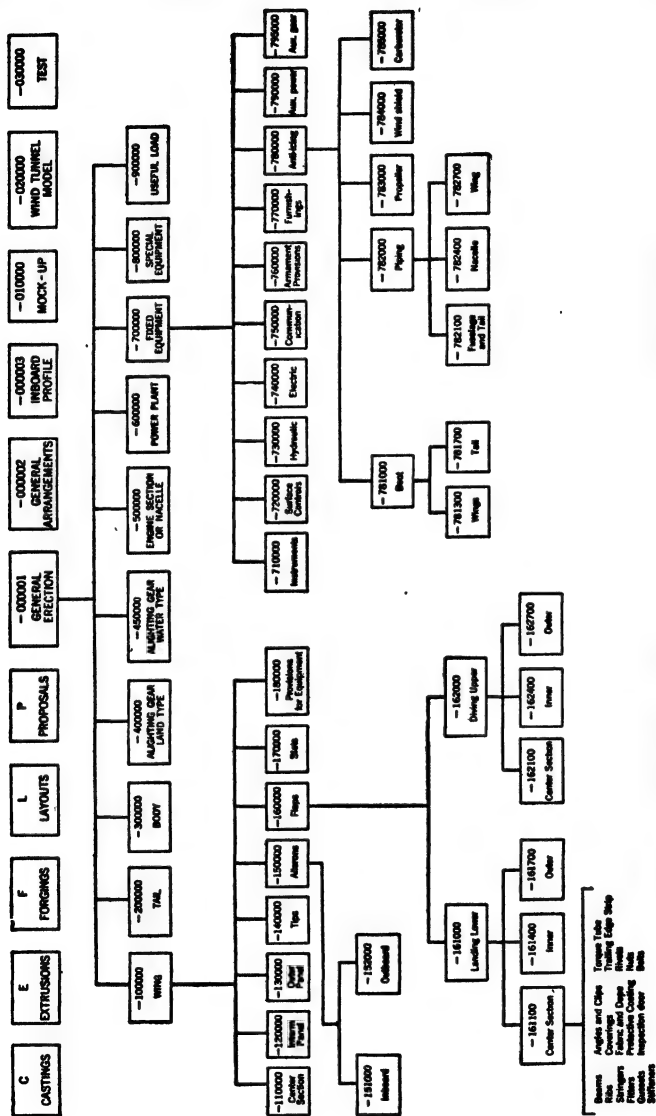 C
CASTINGS
E
EXTRUSIONS
F
FORGINGS
L
LAYOUTS
P
PROPOSALS
-000001
GENERAL
ERECTION
-000002
GENERAL
ARRANGEMENTS
-000003
INBOARD
PROFILE
-010000
MOCK-UP
-020000
WIND TUNNEL
MODEL
-030000
TEST
-100000
WING
-200000
TAIL
-300000
BODY
-400000
ALIGHTING GEAR
LAND TYPE
-450000
ALIGHTING GEAR
WATER TYPE
-500000
ENGINE SECTION
OR NACELLE
-600000
POWER PLANT
-700000
FIXED
EQUIPMENT
-800000
SPECIAL
EQUIPMENT
-900000
USEFUL LOAD
-110000
Center
Section
-120000
Interm
Panel
-130000
Outer
Panel
-140000
Tips
-150000
Ailerons
-160000
Flaps
-170000
Slots
-180000
Provisions
for Equipment
-710000
Instruments
-720000
Surface
Controls
-730000
Hydraulic
-740000
Electric
-750000
Commun-
ication
-760000
Armament
Provisions
-770000
Furnish-
ings
-780000
Anti-icing
-790000
Aux. power
-795000
Aux. gear
-151000
Inboard
-152000
Outboard
-161000
Landing Lower
-162000
Diving Upper
-781000
Boot
-782000
Piping
-783000
Propeller
-784000
Wind shield
-785000
Carburetor
-161100
Center Section
-161400
Inner
-161700
Outer
-162100
Center Section
-162400
Inner
-162700
Outer
-781300
Wings
-781700
Tail
-782100
Fuselage
and Tail
-782400
Nacelle
-782700
Wing
Beams
Ribs
Stringers
Fillers
Gussets
Stiffeners
Angles and Clips
Coverings
Fabric and Dope
Protective Coating
Inspection door
Torque Tube
Trailing Edge Strip
Rivets
Nuts
Bolts